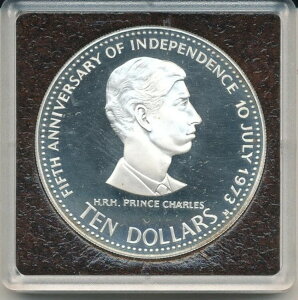 FIFTH ANNIVERSARY OF INDEPENDENCE 10 JULY 1973
H.R.H. PRINCE CHARLES
TEN DOLLARS